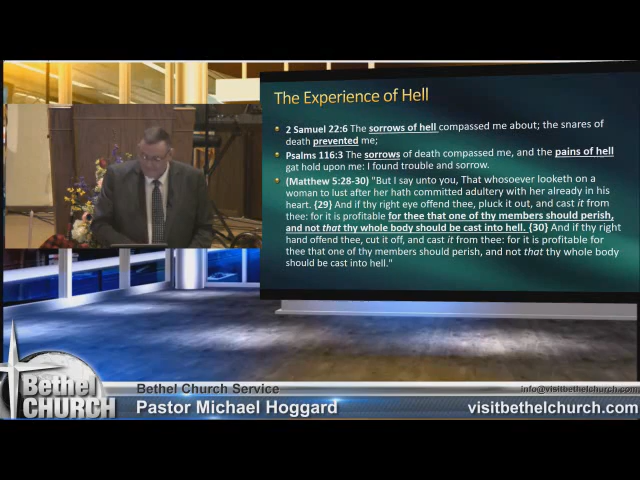 The Experience of Hell
2 Samuel 22:6 The sorrows of hell compassed me about; the snares of
death prevented me;
Psalms 116:3 The sorrows of death compassed me, and the pains of hell
gat hold upon me: I found trouble and sorrow.
(Matthew 5:28-30) "But I say unto you, That whosoever looketh on a
woman to lust after her hath committed adultery with her already in his
heart. {29} And if thy right eye offend thee, pluck it out, and cast it from
thee: for it is profitable for thee that one of thy members should perish,
and not that thy whole body should be cast into hell. {30} And if thy right
hand offend thee, cut it off, and cast it from thee: for it is profitable for
thee that one of thy members should perish, and not that thy whole body
should be cast into hell."
Bethel
CHURCH
Bethel Church Service
info@visitbethelchurch.com
Pastor Michael Hoggard
visitbethelchurch.com